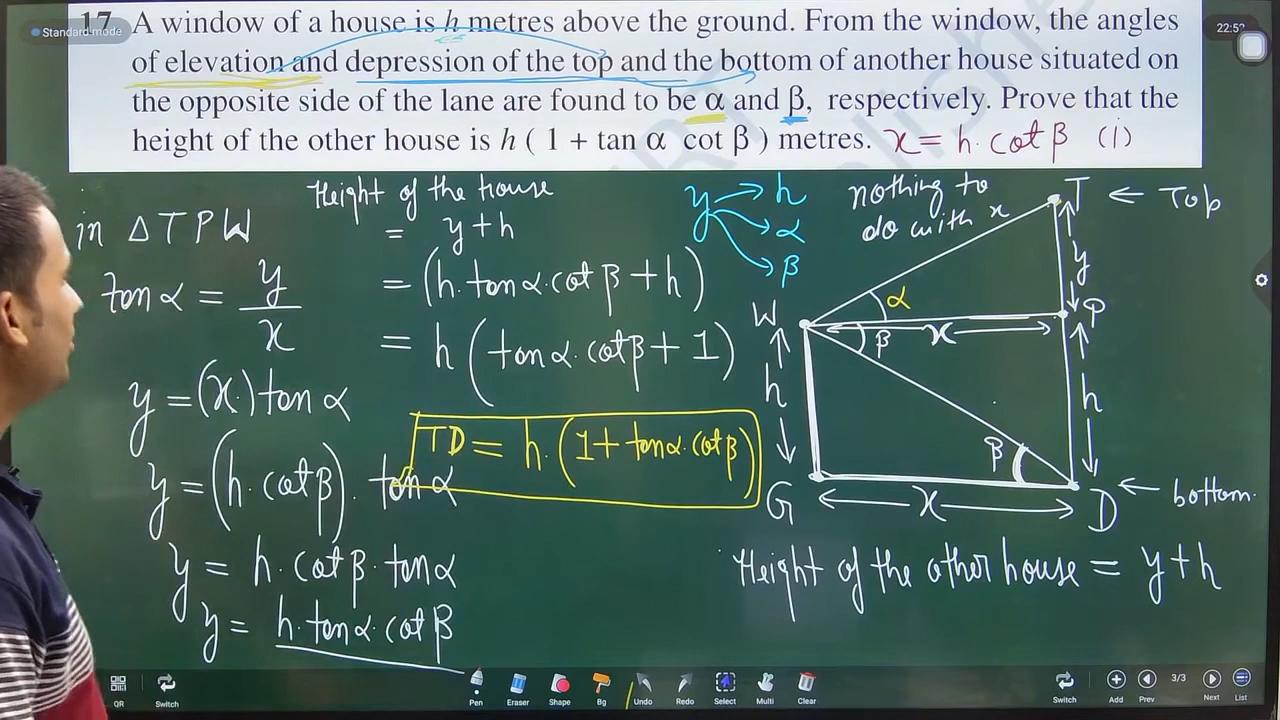 Standard mode
22:52
17. A window of a house is h metres above the ground. From the window, the angles
of elevation and depression of the top and the bottom of another house situated on
the opposite side of the lane are found to be α and β, respectively. Prove that the
height of the other house is h ( 1 + tan α cot β ) metres. x = h. cot β (i)
in △TPW
tan α = y/x
y = (x.) tan α
y = (h. cot β). tan α
y = h. cot β. tan α
y = h. tan α. cot β
Height of the house
= y+h
= (h. tan α. cot β + h)
= h (tan α. cot β + 1)
TD = h. (1 + tan α. cot β)
y → h
→ α
→ β
nothing to
do with x
T ← Top
y
α
W
P
x
β
h
h
β
G
x
D
← bottom.
Height of the other house = y+h
QR
Switch
Pen
Eraser
Shape
Bg
Undo
Redo
Select
Multi
Clear
Switch
Add
Prev
3/3
Next
List